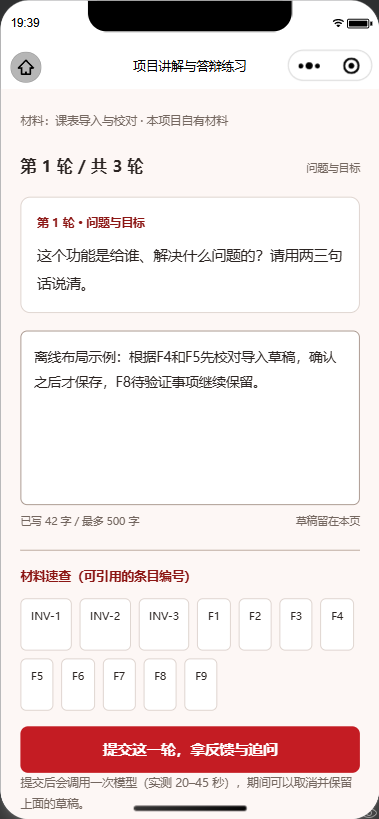 19:39
项目讲解与答辩练习
材料：课表导入与校对 · 本项目自有材料
第 1 轮 / 共 3 轮
问题与目标
第 1 轮 • 问题与目标
这个功能是给谁、解决什么问题的？请用两三句
话说清。
离线布局示例：根据F4和F5先校对导入草稿，确认
之后才保存，F8待验证事项继续保留。
已写 42 字 / 最多 500 字
草稿留在本页
材料速查（可引用的条目编号）
INV-1 INV-2 INV-3 F1 F2 F3 F4
F5 F6 F7 F8 F9
提交这一轮，拿反馈与追问
提交后会调用一次模型（实测 20–45 秒），期间可以取消并保留
上面的草稿。